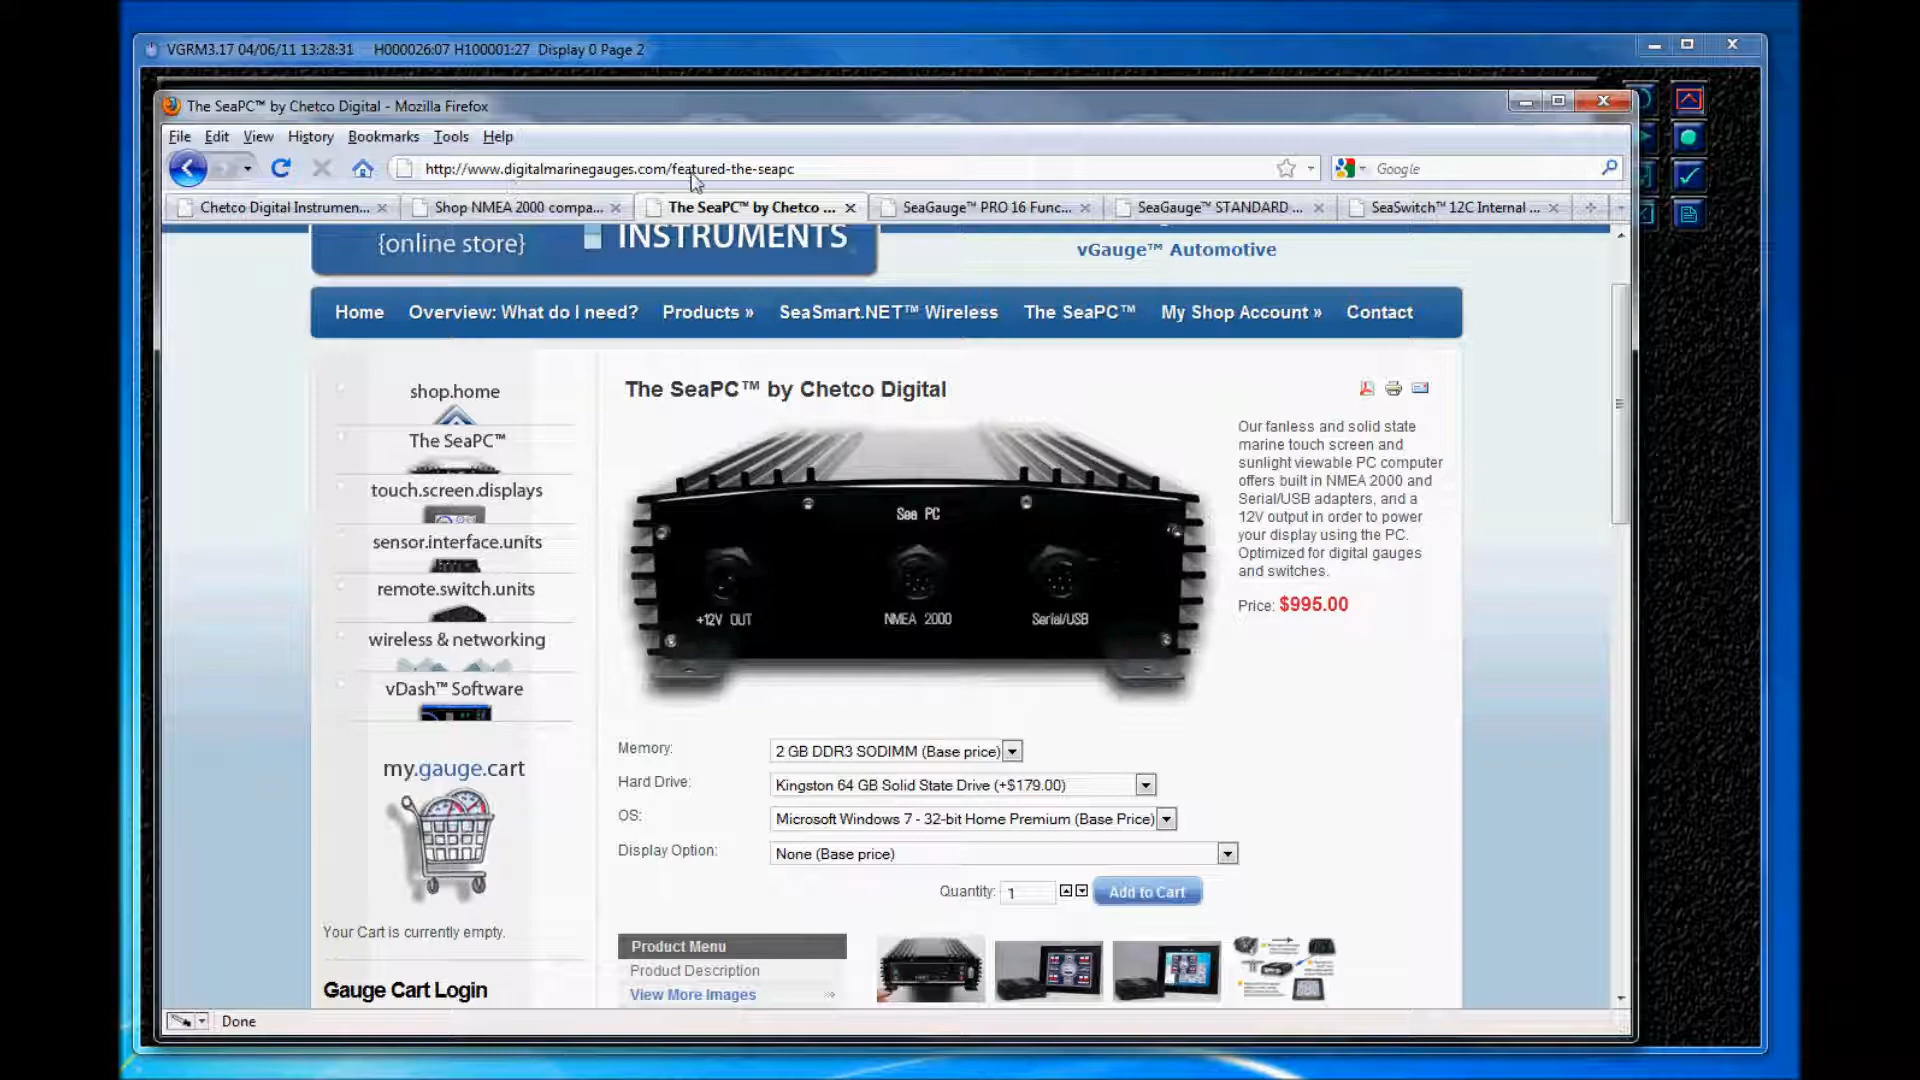 VGRM3.17 04/06/11 13:28:31 H000026:07 H100001:27 Display 0 Page 2
The SeaPC™ by Chetco Digital - Mozilla Firefox
File Edit View History Bookmarks Tools Help
http://www.digitalmarinegauges.com/featured-the-seapc
Google
Chetco Digital Instrumen...
Shop NMEA 2000 compa...
The SeaPC™ by Chetco ...
SeaGauge™ PRO 16 Func...
SeaGauge™ STANDARD ...
SeaSwitch™ 12C Internal ...
{online store}
INSTRUMENTS
vGauge™ Automotive
Home
Overview: What do I need?
Products »
SeaSmart.NET™ Wireless
The SeaPC™
My Shop Account »
Contact
shop.home
The SeaPC™
touch.screen.displays
sensor.interface.units
remote.switch.units
wireless & networking
vDash™ Software
my.gauge.cart
Your Cart is currently empty.
Gauge Cart Login
The SeaPC™ by Chetco Digital
Sea PC
+12V OUT
NMEA 2000
Serial/USB
Our fanless and solid state
marine touch screen and
sunlight viewable PC computer
offers built in NMEA 2000 and
Serial/USB adapters, and a
12V output in order to power
your display using the PC.
Optimized for digital gauges
and switches.
Price: $995.00
Memory: 2 GB DDR3 SODIMM (Base price)
Hard Drive: Kingston 64 GB Solid State Drive (+$179.00)
OS: Microsoft Windows 7 - 32-bit Home Premium (Base Price)
Display Option: None (Base price)
Quantity: 1 Add to Cart
Product Menu
Product Description
View More Images
Done